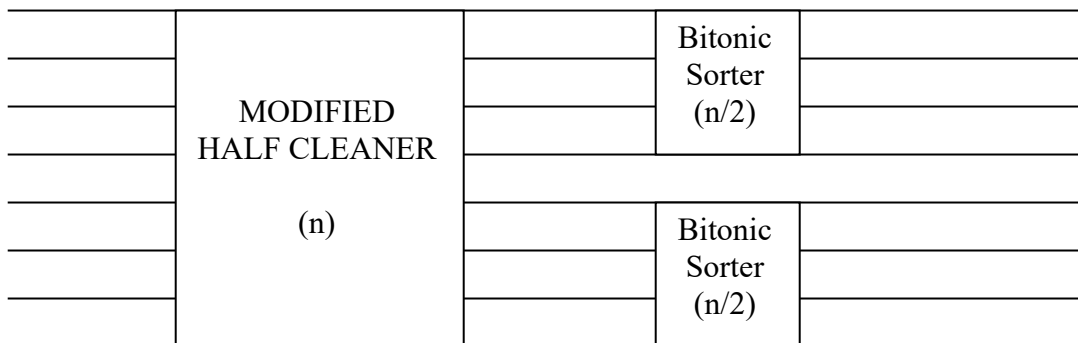 MODIFIED
HALF CLEANER
(n)
Bitonic
Sorter
(n/2)
Bitonic
Sorter
(n/2)